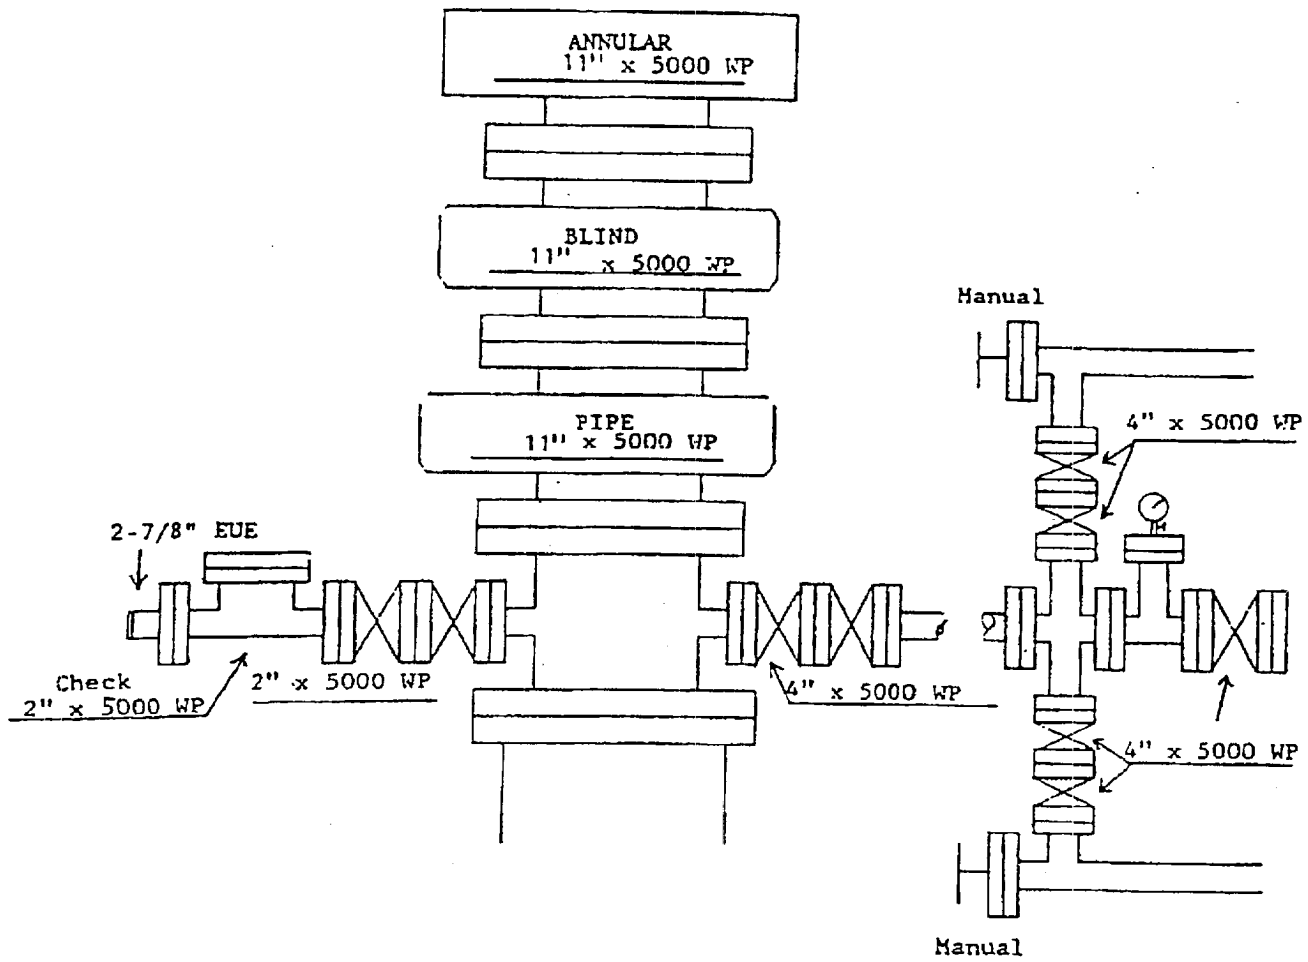 ANNULAR
11" x 5000 WP
BLIND
11" x 5000 WP
Manual
PIPE
11" x 5000 WP
4" x 5000 WP
2-7/8" EUE
Check
2" x 5000 WP
2" x 5000 WP
4" x 5000 WP
4" x 5000 WP
Manual